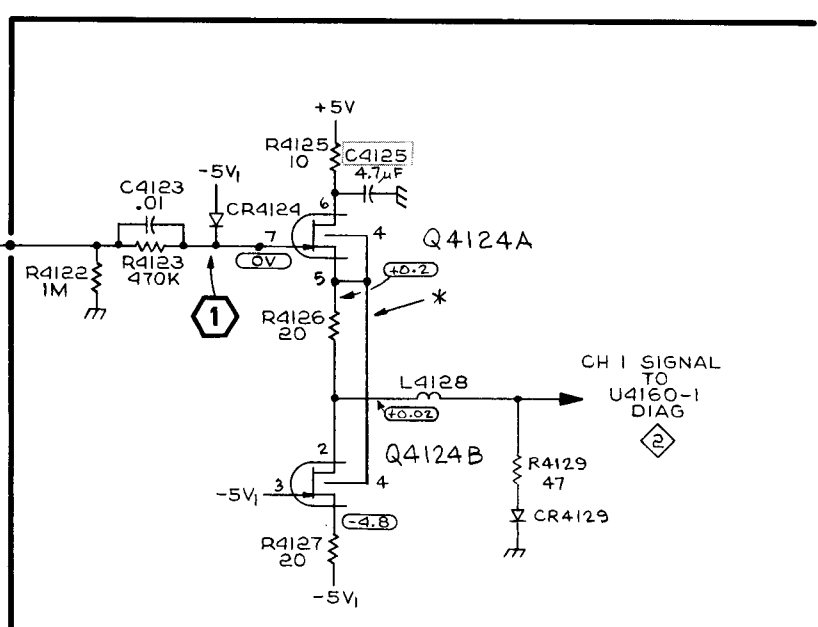 +5V
R4125
10
C4125
4.7µF
-5V1
C4123
.01
CR4124
6
4
7
Q4124A
0V
R4122
1M
R4123
470K
5
+0.2
1
*
R4126
20
L4128
CH 1 SIGNAL
TO
U4160-1
DIAG
2
+0.02
2
Q4124B
-5V1
3
4
R4129
47
-4.8
CR4129
R4127
20
-5V1